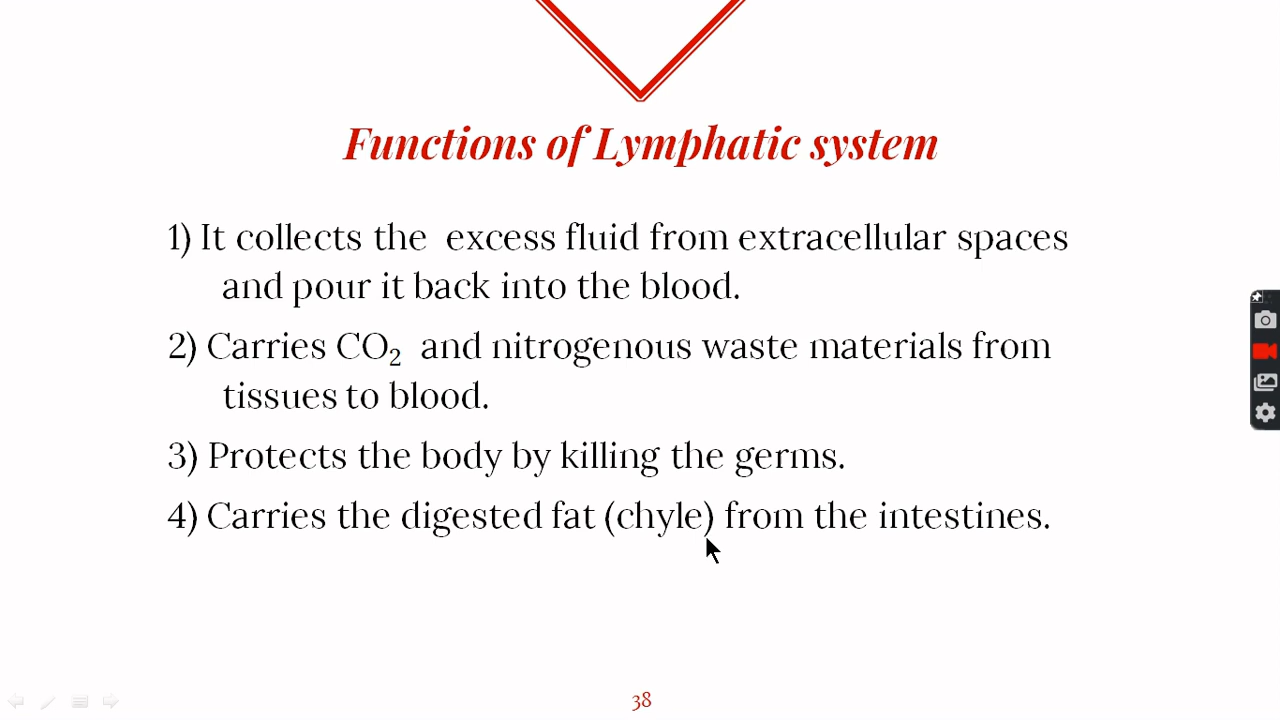 Functions of Lymphatic system
1) It collects the excess fluid from extracellular spaces
and pour it back into the blood.
2) Carries CO₂ and nitrogenous waste materials from
tissues to blood.
3) Protects the body by killing the germs.
4) Carries the digested fat (chyle) from the intestines.
38